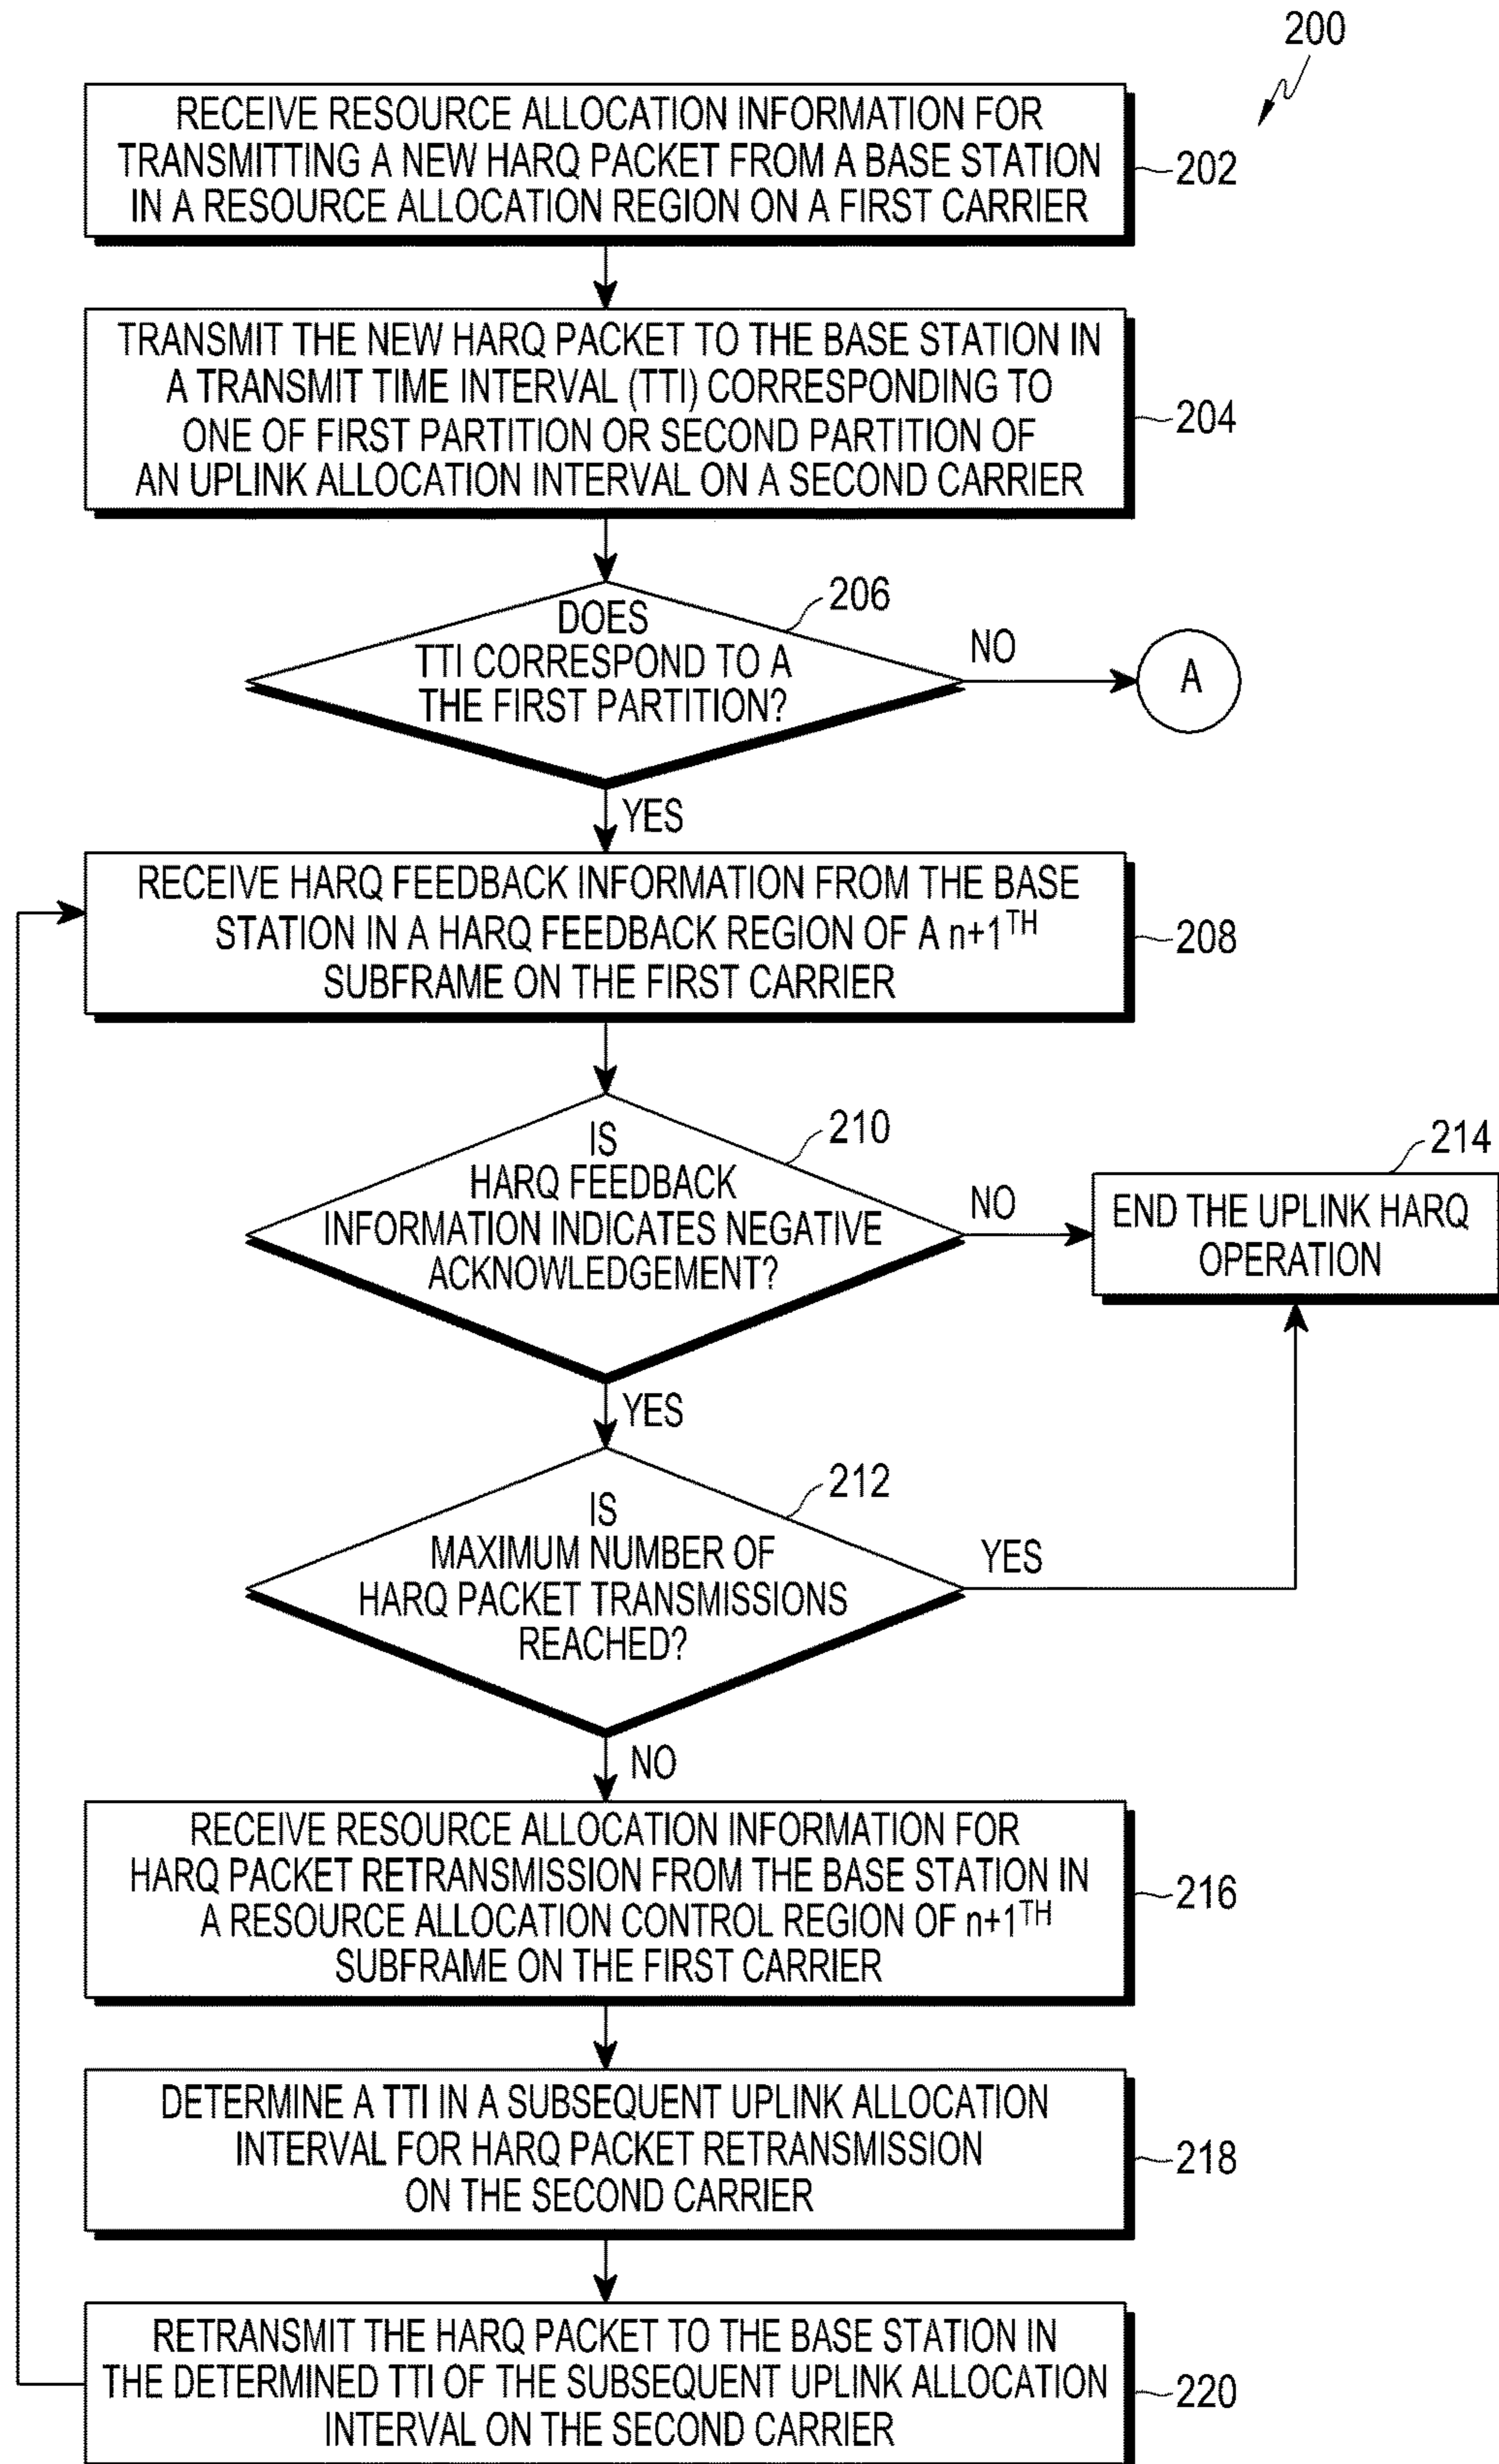 200
RECEIVE RESOURCE ALLOCATION INFORMATION FOR
TRANSMITTING A NEW HARQ PACKET FROM A BASE STATION
IN A RESOURCE ALLOCATION REGION ON A FIRST CARRIER
202
TRANSMIT THE NEW HARQ PACKET TO THE BASE STATION IN
A TRANSMIT TIME INTERVAL (TTI) CORRESPONDING TO
ONE OF FIRST PARTITION OR SECOND PARTITION OF
AN UPLINK ALLOCATION INTERVAL ON A SECOND CARRIER
204
206
DOES
TTI CORRESPOND TO A
THE FIRST PARTITION?
NO
A
YES
RECEIVE HARQ FEEDBACK INFORMATION FROM THE BASE
STATION IN A HARQ FEEDBACK REGION OF A n+1TH
SUBFRAME ON THE FIRST CARRIER
208
210
IS
HARQ FEEDBACK
INFORMATION INDICATES NEGATIVE
ACKNOWLEDGEMENT?
NO
214
END THE UPLINK HARQ
OPERATION
YES
212
IS
MAXIMUM NUMBER OF
HARQ PACKET TRANSMISSIONS
REACHED?
YES
NO
RECEIVE RESOURCE ALLOCATION INFORMATION FOR
HARQ PACKET RETRANSMISSION FROM THE BASE STATION IN
A RESOURCE ALLOCATION CONTROL REGION OF n+1TH
SUBFRAME ON THE FIRST CARRIER
216
DETERMINE A TTI IN A SUBSEQUENT UPLINK ALLOCATION
INTERVAL FOR HARQ PACKET RETRANSMISSION
ON THE SECOND CARRIER
218
RETRANSMIT THE HARQ PACKET TO THE BASE STATION IN
THE DETERMINED TTI OF THE SUBSEQUENT UPLINK ALLOCATION
INTERVAL ON THE SECOND CARRIER
220